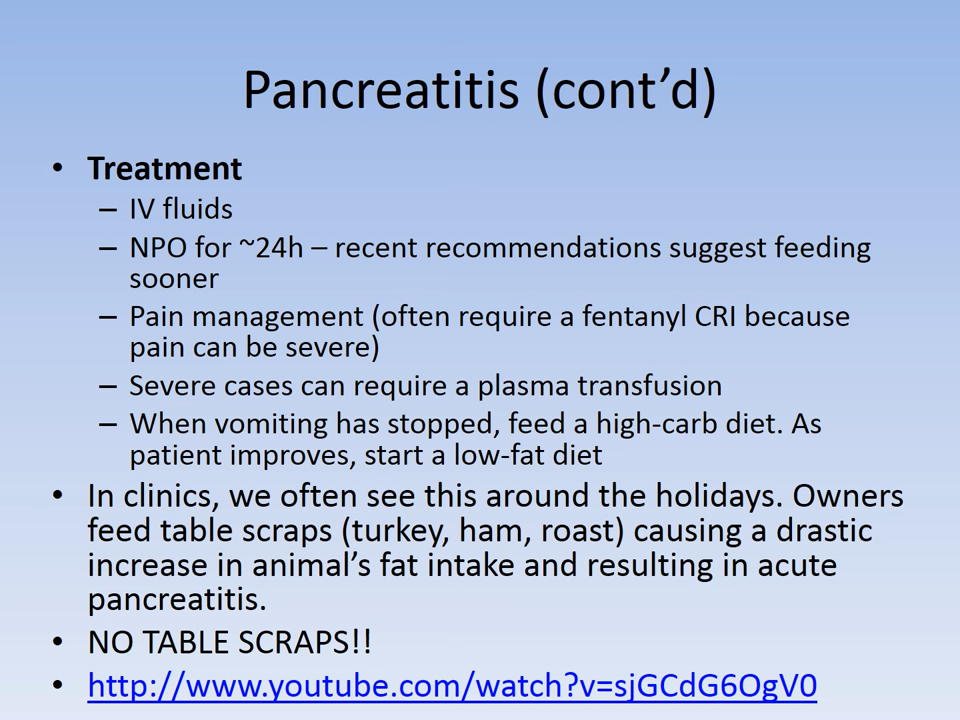 Pancreatitis (cont’d)
• Treatment
– IV fluids
– NPO for ~24h – recent recommendations suggest feeding
sooner
– Pain management (often require a fentanyl CRI because
pain can be severe)
– Severe cases can require a plasma transfusion
– When vomiting has stopped, feed a high-carb diet. As
patient improves, start a low-fat diet
• In clinics, we often see this around the holidays. Owners
feed table scraps (turkey, ham, roast) causing a drastic
increase in animal’s fat intake and resulting in acute
pancreatitis.
• NO TABLE SCRAPS!!
• http://www.youtube.com/watch?v=sjGCdG6OgV0